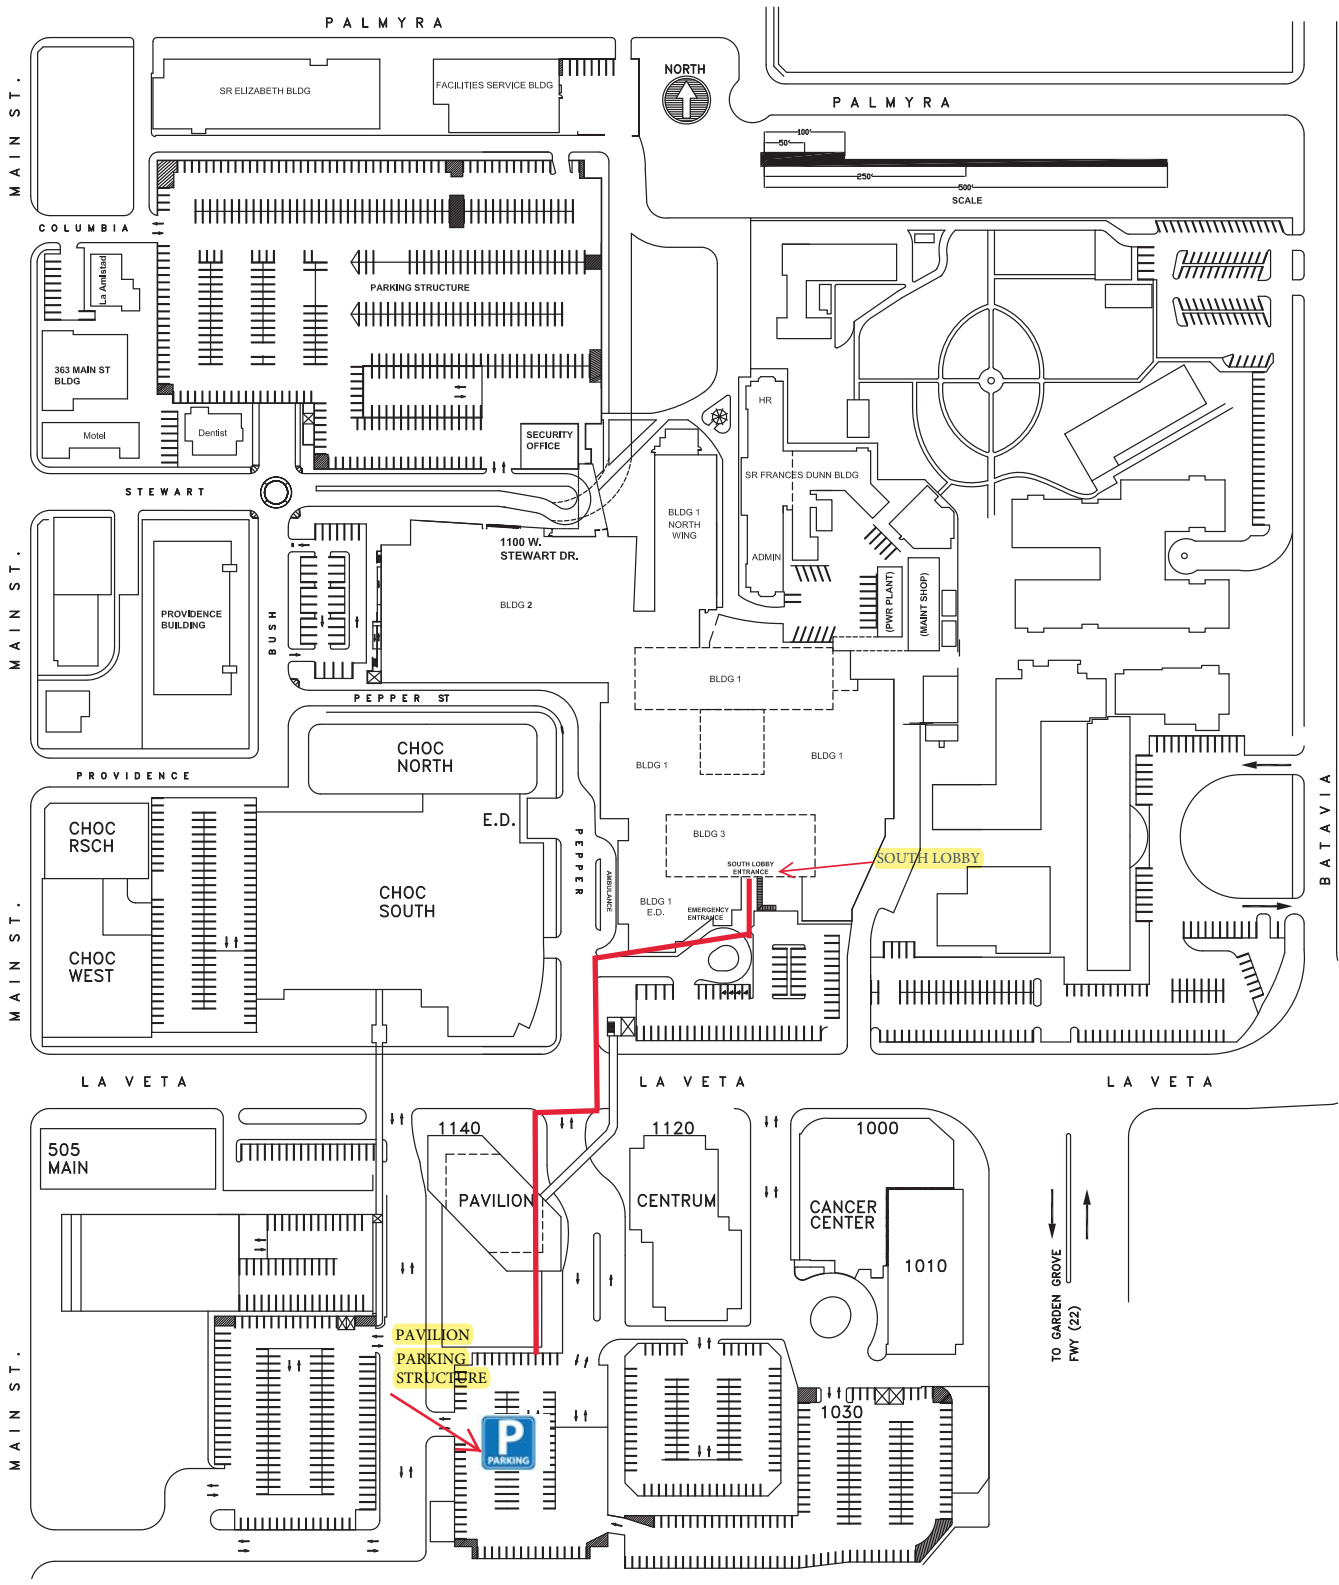 PALMYRA
MAIN ST.
SR ELIZABETH BLDG
FACILITIES SERVICE BLDG
NORTH
PALMYRA
100'
50'
250'
500'
SCALE
COLUMBIA
La Amistad
PARKING STRUCTURE
363 MAIN ST
BLDG
Motel
Dentist
SECURITY
OFFICE
HR
SR FRANCES DUNN BLDG
STEWART
BLDG 1
NORTH
WING
ADMIN
1100 W.
STEWART DR.
MAIN ST.
PROVIDENCE
BUILDING
BUSH
BLDG 2
(PWR PLANT)
(MAINT SHOP)
BLDG 1
PEPPER ST
CHOC
NORTH
BLDG 1
BLDG 1
PROVIDENCE
CHOC
RSCH
E.D.
PEPPER
BLDG 3
SOUTH LOBBY
ENTRANCE
SOUTH LOBBY
BATAVIA
AMBULANCE
CHOC
SOUTH
BLDG 1
E.D.
EMERGENCY
ENTRANCE
MAIN ST.
CHOC
WEST
LA VETA
LA VETA
LA VETA
505
MAIN
1140
PAVILION
1120
CENTRUM
1000
CANCER
CENTER
1010
TO GARDEN GROVE
FWY (22)
MAIN ST.
PAVILION
PARKING
STRUCTURE
P
PARKING
1030